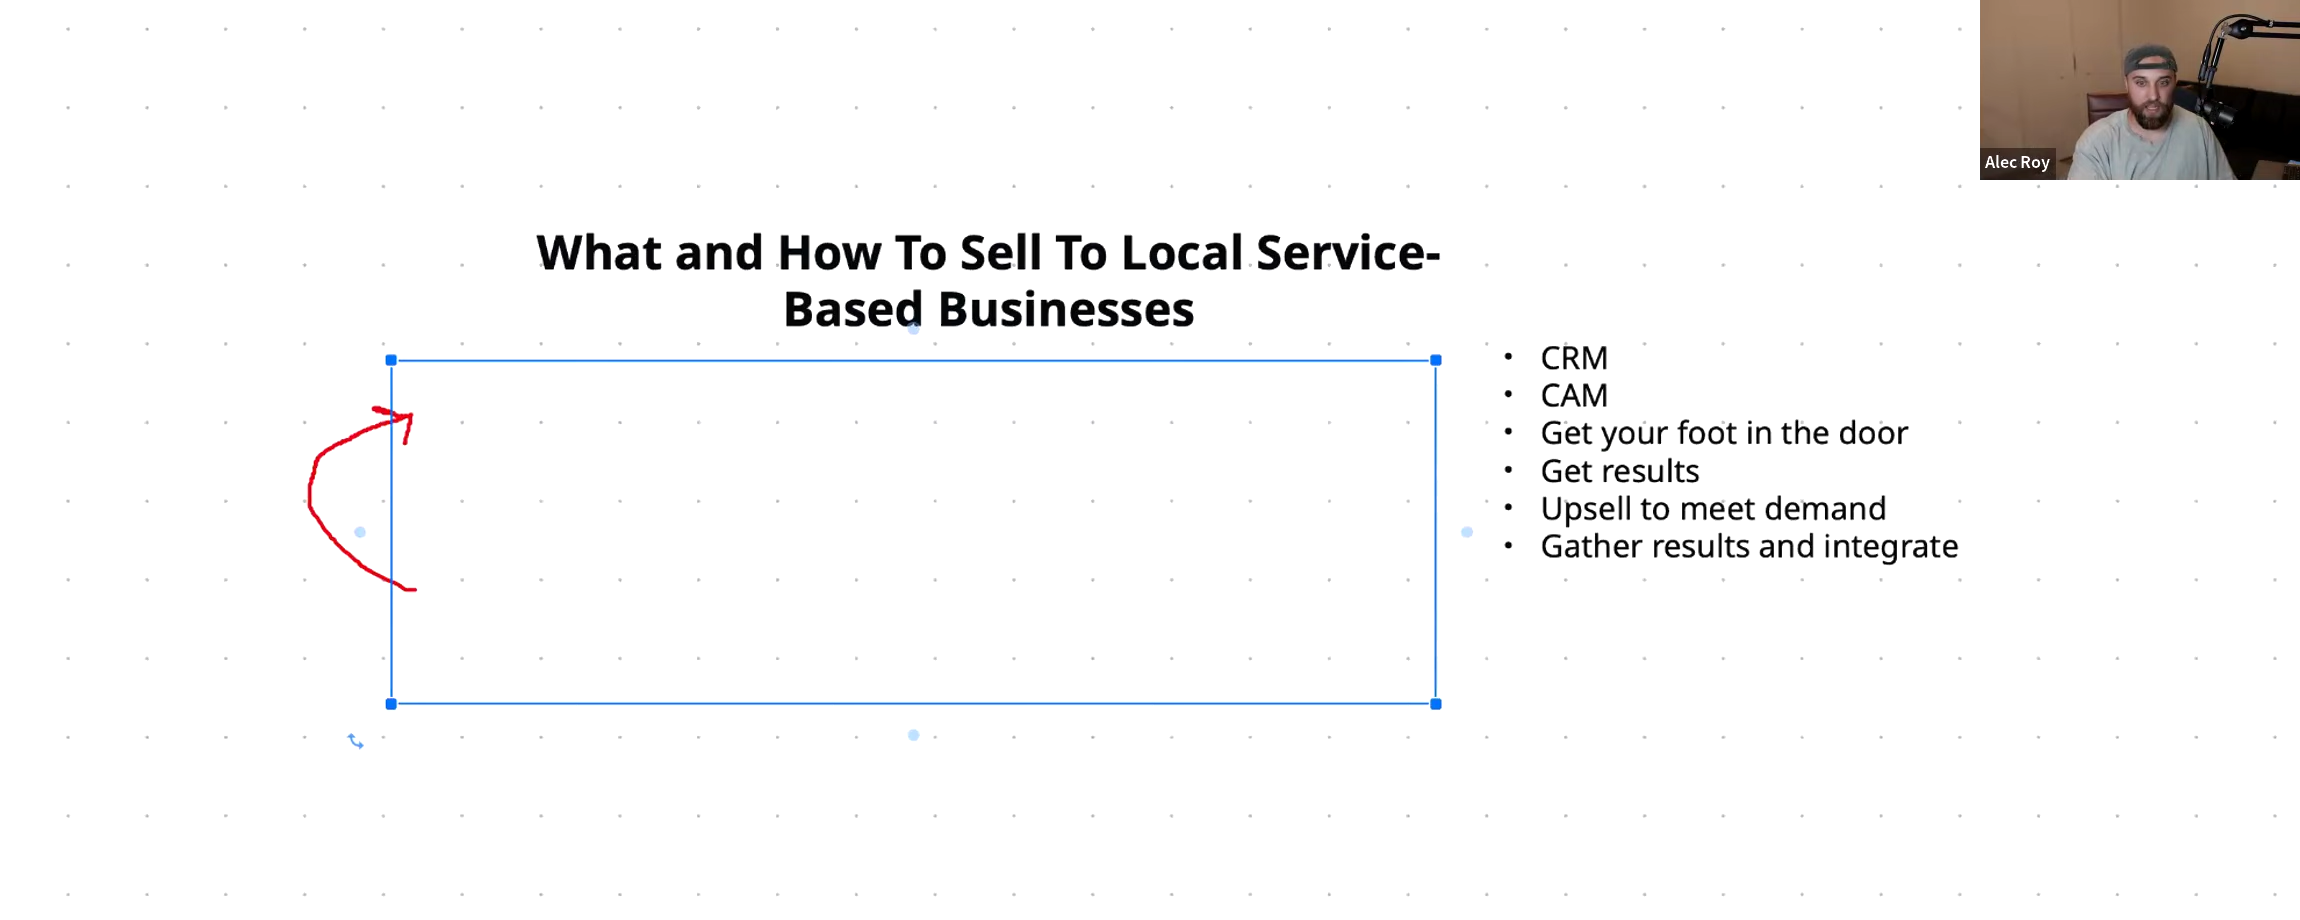 Alec Roy
What and How To Sell To Local Service-
Based Businesses
• CRM
• CAM
• Get your foot in the door
• Get results
• Upsell to meet demand
• Gather results and integrate